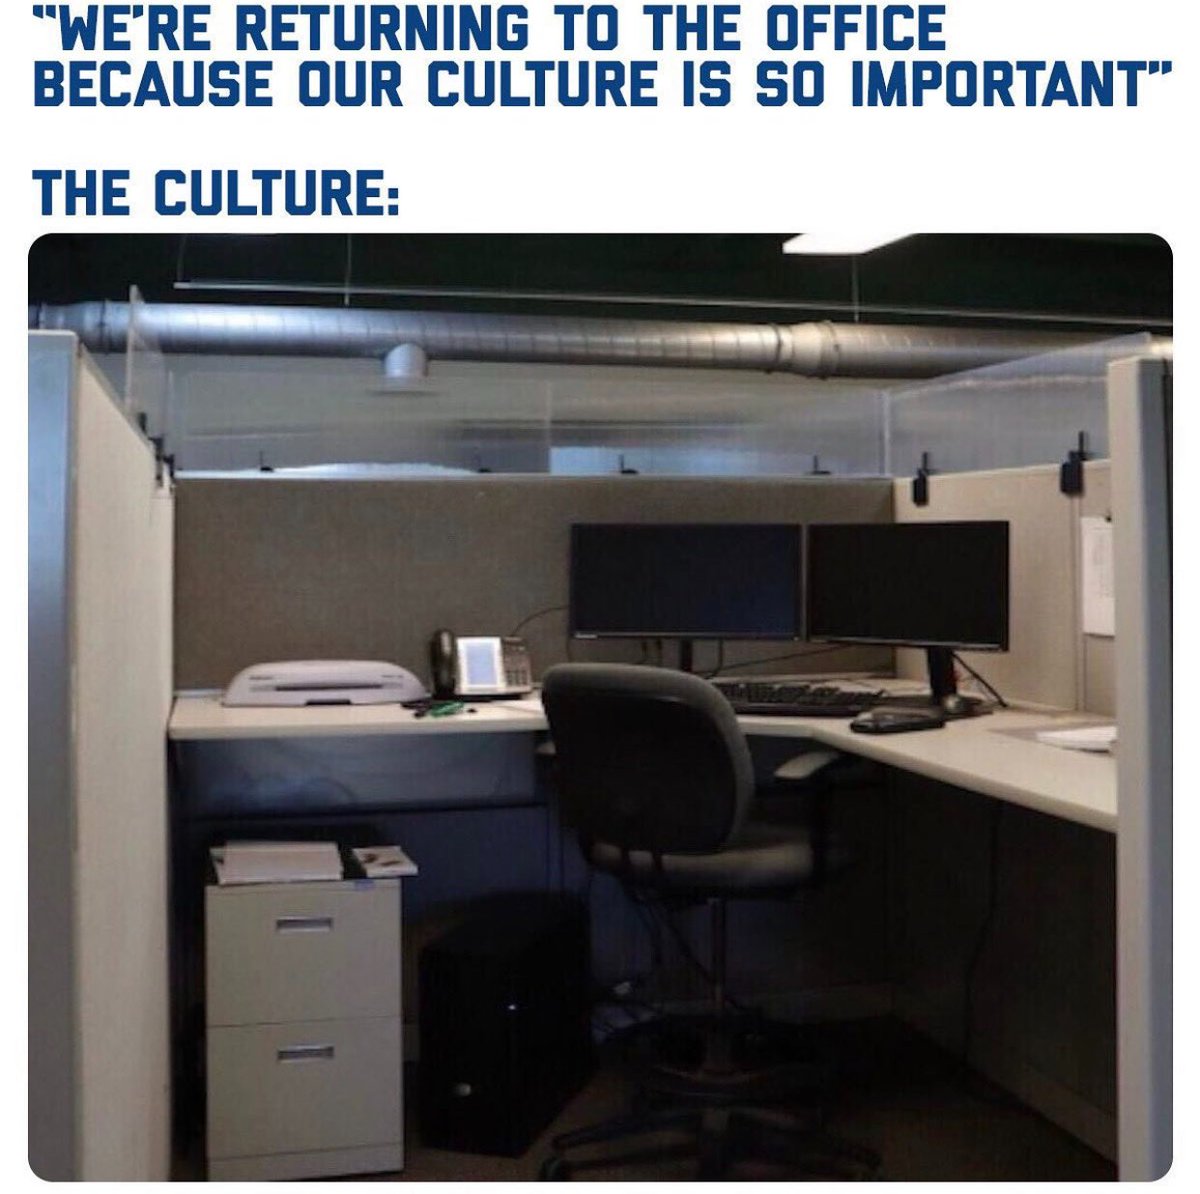 “WE’RE RETURNING TO THE OFFICE
BECAUSE OUR CULTURE IS SO IMPORTANT”
THE CULTURE: